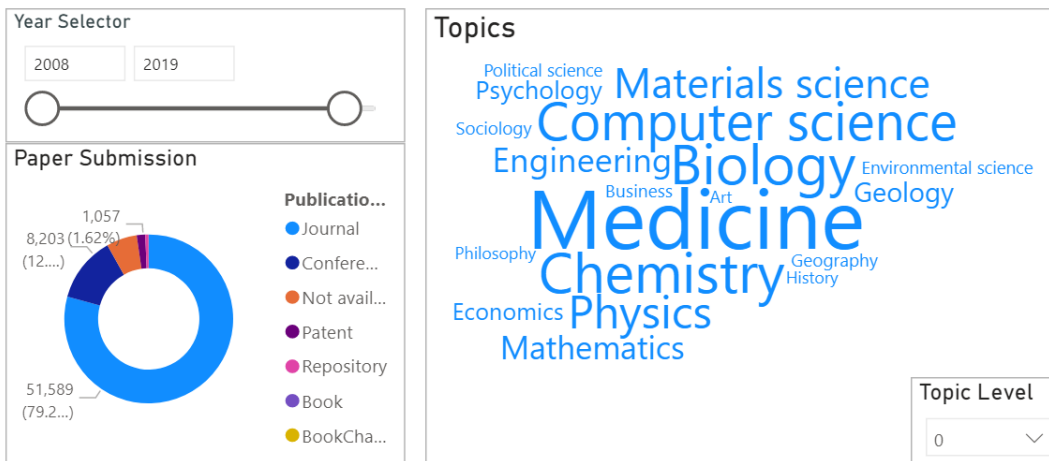 Year Selector
2008
2019
Paper Submission
1,057
(1.62%)
8,203
(12....)
51,589
(79.2...)
Publicatio...
Journal
Confere...
Not avail...
Patent
Repository
Book
BookCha...
Topics
Political science
Psychology
Materials science
Sociology
Computer science
Engineering
Biology
Environmental science
Business
Art
Geology
Medicine
Philosophy
Chemistry
Geography
History
Economics
Physics
Mathematics
Topic Level
0